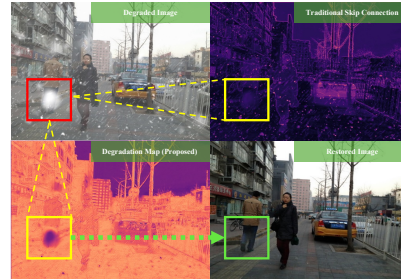 Degraded Image
Traditional Skip Connection
Degradation Map (Proposed)
Restored Image